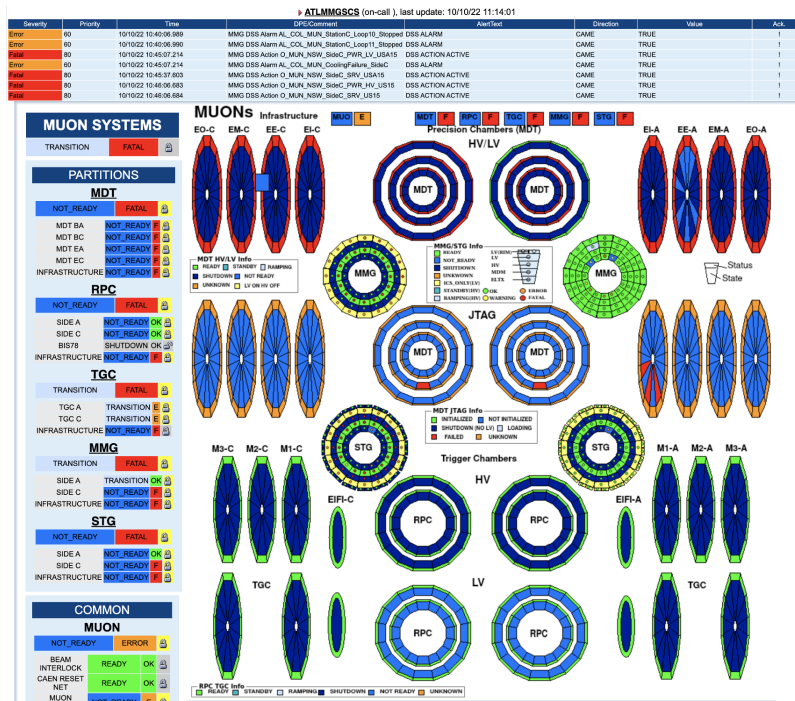 ▸ ATLMMGSCS (on-call ), last update: 10/10/22 11:14:01
Severity Priority Time DPE/Comment AlertText Direction Value Ack.
Error 60 10/10/22 10:40:06.989 MMG DSS Alarm AL_COL_MUN_StationC_Loop10_Stopped DSS ALARM CAME TRUE !
Error 60 10/10/22 10:40:06.990 MMG DSS Alarm AL_COL_MUN_StationC_Loop11_Stopped DSS ALARM CAME TRUE !
Fatal 80 10/10/22 10:45:07.214 MMG DSS Action O_MUN_NSW_SideC_PWR_LV_USA15 DSS ACTION ACTIVE CAME TRUE !
Error 60 10/10/22 10:45:07.214 MMG DSS Alarm AL_COL_MUN_CoolingFailure_SideC DSS ALARM CAME TRUE !
Fatal 80 10/10/22 10:45:37.603 MMG DSS Action O_MUN_NSW_SideC_SRV_USA15 DSS ACTION ACTIVE CAME TRUE !
Fatal 80 10/10/22 10:46:06.683 MMG DSS Action O_MUN_NSW_SideC_PWR_HV_US15 DSS ACTION ACTIVE CAME TRUE !
Fatal 80 10/10/22 10:46:06.684 MMG DSS Action O_MUN_NSW_SideC_SRV_US15 DSS ACTION ACTIVE CAME TRUE !
MUON SYSTEMS
TRANSITION FATAL
PARTITIONS
MDT
NOT_READY FATAL
MDT BA NOT_READY F
MDT BC NOT_READY F
MDT EA NOT_READY F
MDT EC NOT_READY F
INFRASTRUCTURE NOT_READY F
RPC
NOT_READY FATAL
SIDE A NOT_READY OK
SIDE C NOT_READY OK
BIS78 SHUTDOWN OK
INFRASTRUCTURE NOT_READY F
TGC
TRANSITION FATAL
TGC A TRANSITION E
TGC C TRANSITION E
INFRASTRUCTURE NOT_READY F
MMG
TRANSITION FATAL
SIDE A TRANSITION OK
SIDE C NOT_READY F
INFRASTRUCTURE NOT_READY F
STG
NOT_READY FATAL
SIDE A NOT_READY OK
SIDE C NOT_READY F
INFRASTRUCTURE NOT_READY F
COMMON
MUON
NOT_READY ERROR
BEAM
INTERLOCK READY OK
CAEN RESET
NET READY OK
MUON NOT_READY E
MUONs Infrastructure MUO E MDT F RPC F TGC F MMG F STG F
Precision Chambers (MDT)
HV/LV
EO-C EM-C EE-C EI-C EI-A EE-A EM-A EO-A
MDT MDT
MDT HV/LV Info
READY STANDBY RAMPING
SHUTDOWN NOT READY
UNKNOWN LV ON HV OFF
MMG
MMG/STG Info
READY
NOT_READY
SHUTDOWN
UNKNOWN
ICS_ONLY(LV)
STANDBY(HV) OK ERROR
RAMPING(HV) WARNING FATAL
LV(RIM)
LV
HV
MDM
ELTX
MMG
Status
State
JTAG
MDT MDT
MDT JTAG Info
INITIALIZED NOT INITIALIZED
SHUTDOWN (NO LV) LOADING
FAILED UNKNOWN
STG STG
Trigger Chambers
HV
M3-C M2-C M1-C M1-A M2-A M3-A
EIFI-C EIFI-A
RPC RPC
LV
TGC TGC
RPC RPC
RPC TGC Info
READY STANDBY RAMPING SHUTDOWN NOT READY UNKNOWN